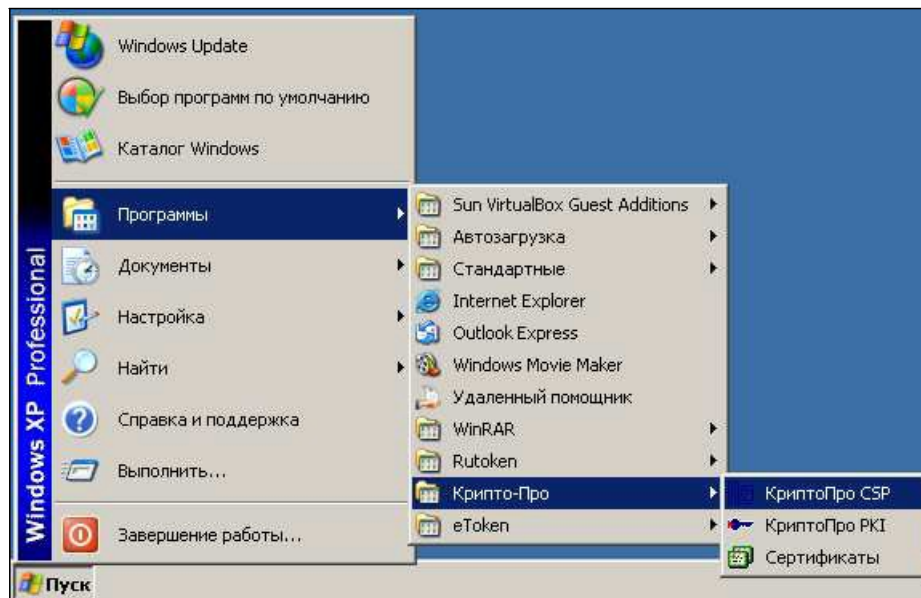 Windows XP Professional
Windows Update
Выбор программ по умолчанию
Каталог Windows
Программы
Документы
Настройка
Найти
Справка и поддержка
Выполнить...
Завершение работы...
Sun VirtualBox Guest Additions
Автозагрузка
Стандартные
Internet Explorer
Outlook Express
Windows Movie Maker
Удаленный помощник
WinRAR
Rutoken
Крипто-Про
eToken
КриптоПро CSP
КриптоПро PKI
Сертификаты
Пуск